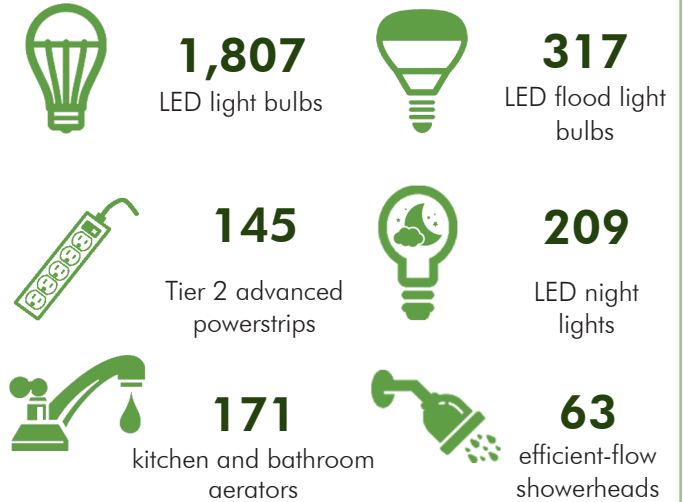 1,807
LED light bulbs
317
LED flood light
bulbs
145
Tier 2 advanced
powerstrips
209
LED night
lights
171
kitchen and bathroom
aerators
63
efficient-flow
showerheads